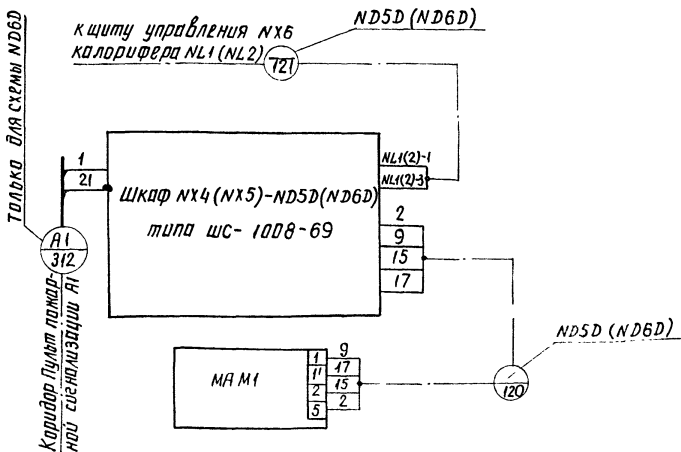 ND5D (ND6D)
к щиту управления NX6
калорифера NL1 (NL2)
721
только для схемы ND6D
1
21
Шкаф NX4 (NX5)-ND5D(ND6D)
типа ШС-1008-69
NL1(2)-1
NL1(2)-3
2
9
15
17
А1
312
Коридор Пульт пожар-
ной сигнализации А1
МАМ1
1
1'
2
5
9
17
15
2
ND5D (ND6D)
120